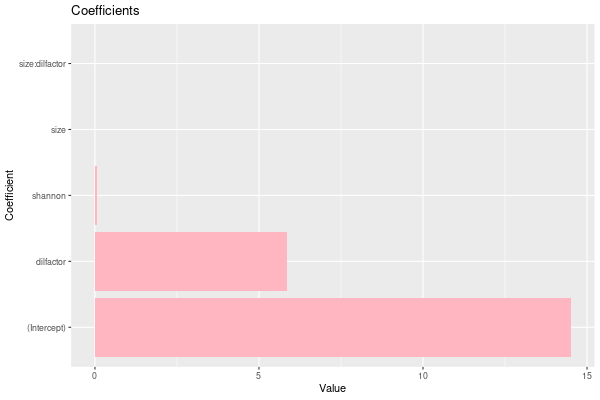 Coefficients
Coefficient
size:dilfactor
size
shannon
dilfactor
(Intercept)
0 5 10 15
Value